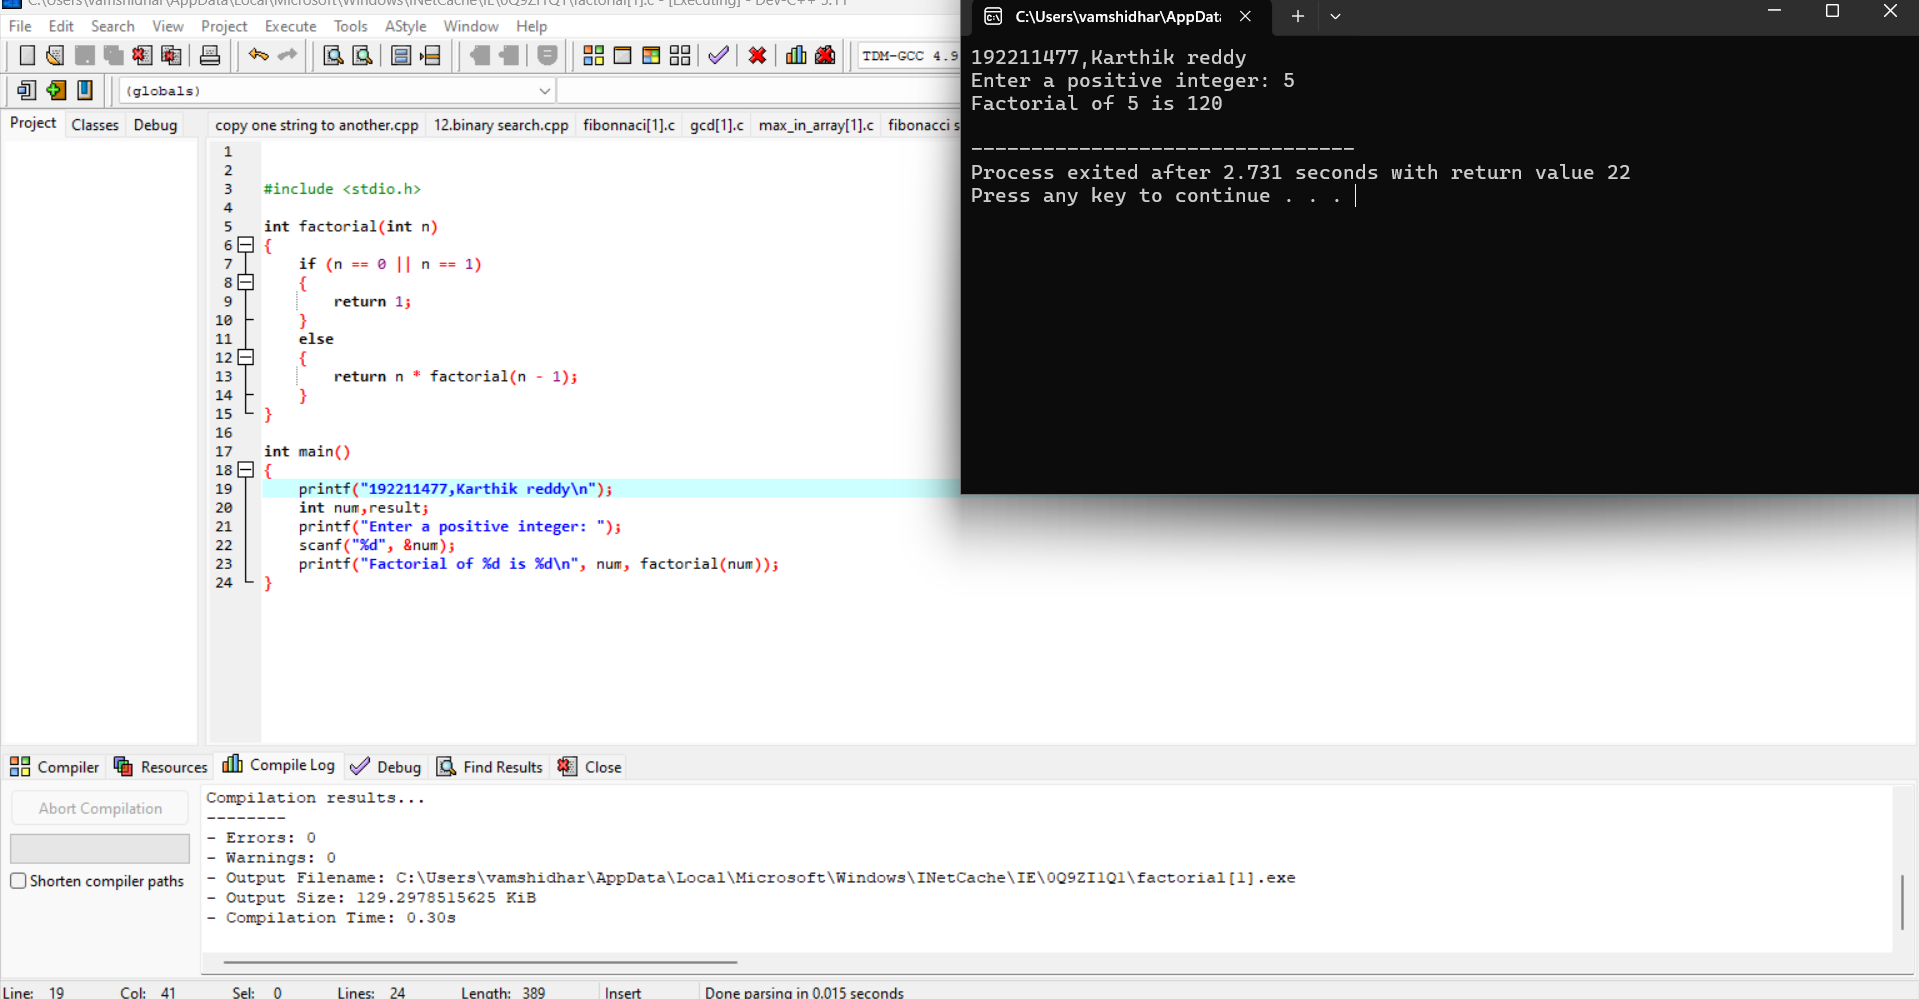 C:\Users\vamshidhar\AppData\Local\Microsoft\Windows\INetCache\IE\0Q9ZI1Q1\factorial[1].c - [Executing] - Dev-C++ 5.11
File Edit Search View Project Execute Tools AStyle Window Help
TDM-GCC 4.9
(globals)
Project Classes Debug
copy one string to another.cpp 12.binary search.cpp fibonnaci[1].c gcd[1].c max_in_array[1].c fibonacci s
1
2
3 #include <stdio.h>
4
5 int factorial(int n)
6 {
7 if (n == 0 || n == 1)
8 {
9 return 1;
10 }
11 else
12 {
13 return n * factorial(n - 1);
14 }
15 }
16
17 int main()
18 {
19 printf("192211477,Karthik reddy\n");
20 int num,result;
21 printf("Enter a positive integer: ");
22 scanf("%d", &num);
23 printf("Factorial of %d is %d\n", num, factorial(num));
24 }
C:\Users\vamshidhar\AppData
192211477,Karthik reddy
Enter a positive integer: 5
Factorial of 5 is 120
--------------------------------
Process exited after 2.731 seconds with return value 22
Press any key to continue . . .
Compiler Resources Compile Log Debug Find Results Close
Abort Compilation
Shorten compiler paths
Compilation results...
--------
- Errors: 0
- Warnings: 0
- Output Filename: C:\Users\vamshidhar\AppData\Local\Microsoft\Windows\INetCache\IE\0Q9ZI1Q1\factorial[1].exe
- Output Size: 129.2978515625 KiB
- Compilation Time: 0.30s
Line: 19 Col: 41 Sel: 0 Lines: 24 Length: 389 Insert Done parsing in 0.015 seconds